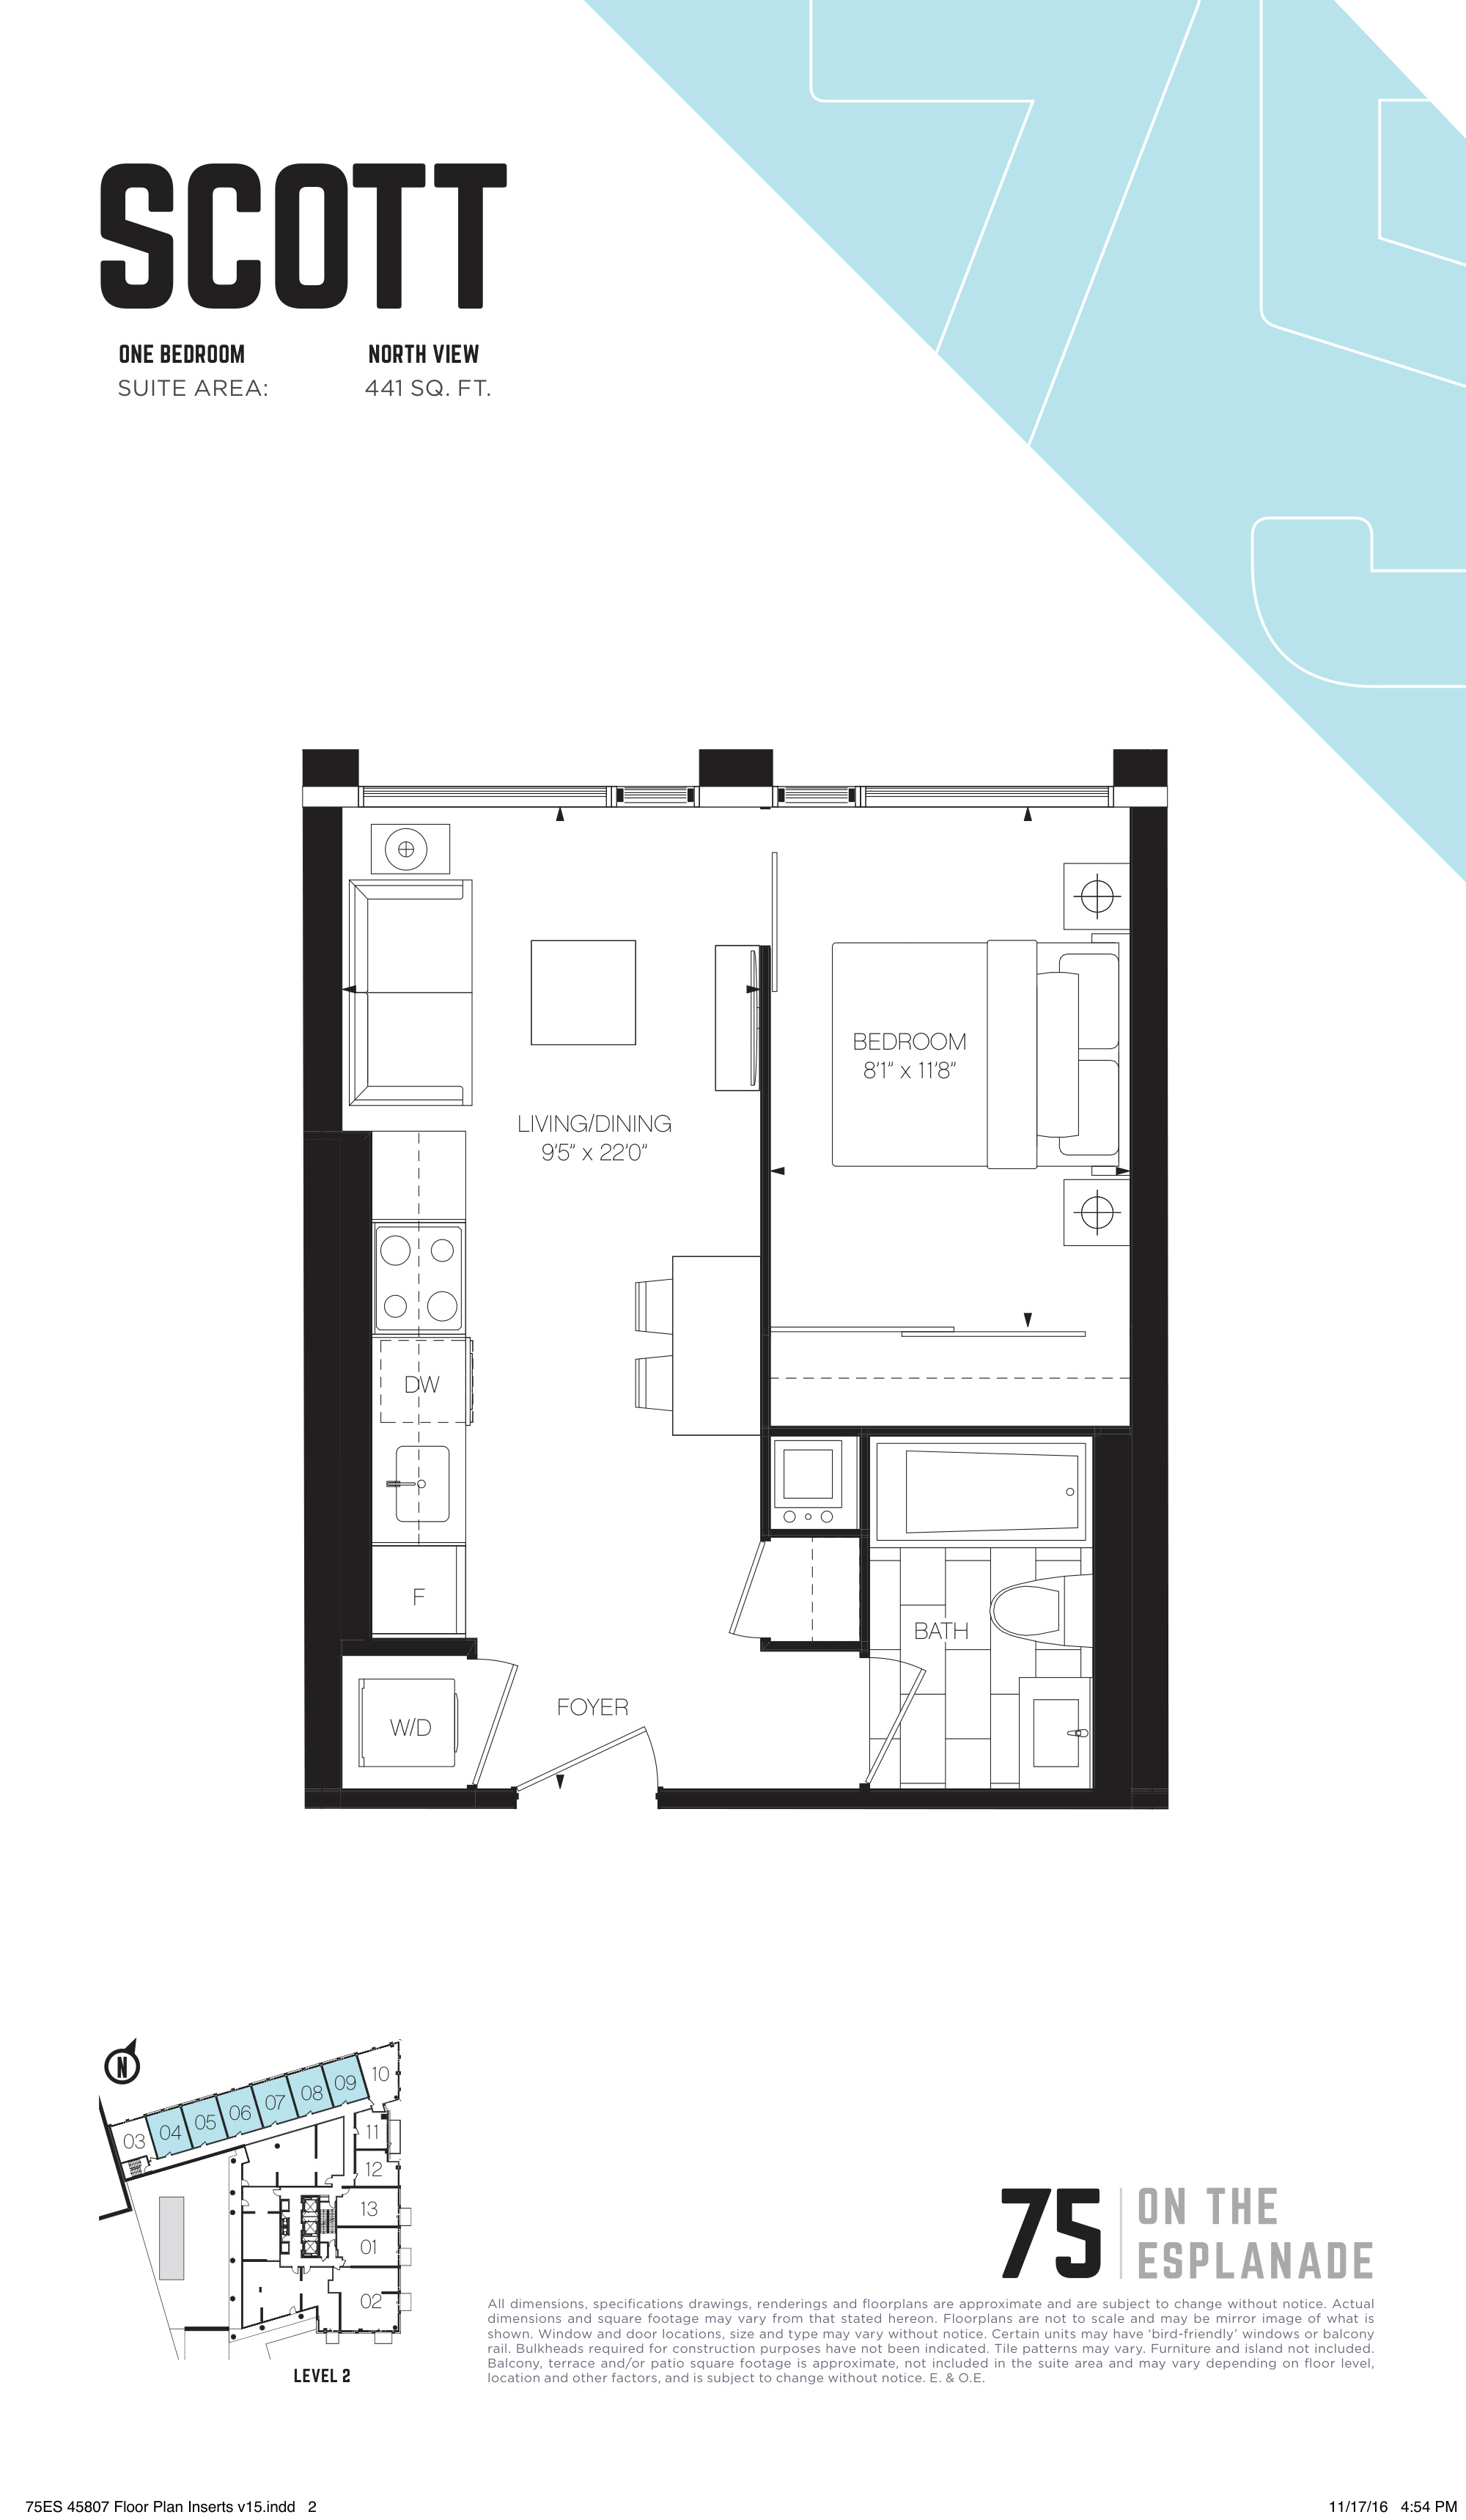 SCOTT
ONE BEDROOM NORTH VIEW
SUITE AREA: 441 SQ. FT.
BEDROOM
8'1" x 11'8"
LIVING/DINING
9'5" x 22'0"
DW
F
BATH
FOYER
W/D
N
10
09
08
07
06
05
04
03
11
12
13
01
02
LEVEL 2
75 ON THE
ESPLANADE
All dimensions, specifications drawings, renderings and floorplans are approximate and are subject to change without notice. Actual
dimensions and square footage may vary from that stated hereon. Floorplans are not to scale and may be mirror image of what is
shown. Window and door locations, size and type may vary without notice. Certain units may have ‘bird-friendly’ windows or balcony
rail. Bulkheads required for construction purposes have not been indicated. Tile patterns may vary. Furniture and island not included.
Balcony, terrace and/or patio square footage is approximate, not included in the suite area and may vary depending on floor level,
location and other factors, and is subject to change without notice. E. & O.E.
75ES 45807 Floor Plan Inserts v15.indd 2 11/17/16 4:54 PM